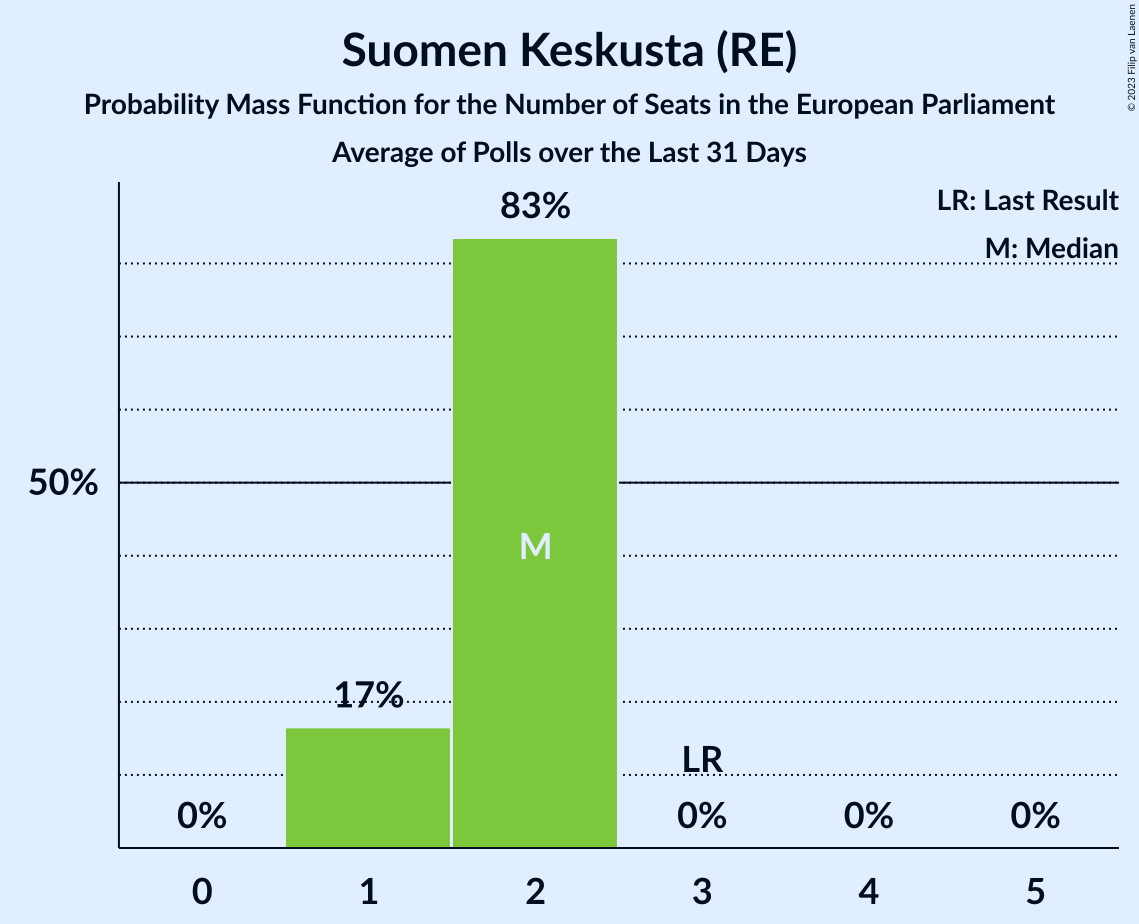 Suomen Keskusta (RE)
Probability Mass Function for the Number of Seats in the European Parliament
Average of Polls over the Last 31 Days
© 2023 Filip van Laenen
LR: Last Result
M: Median
83%
50%
M
17%
LR
0%
0%
0%
0%
0
1
2
3
4
5